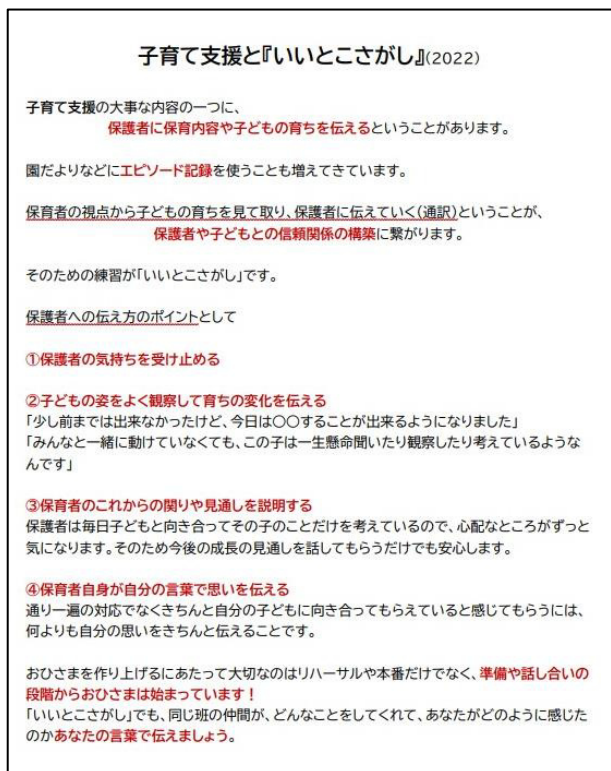 子育て支援と『いいとこさがし』(2022)
子育て支援の大事な内容の一つに、
保護者に保育内容や子どもの育ちを伝えるということがあります。
園だよりなどにエピソード記録を使うことも増えてきています。
保育者の視点から子どもの育ちを見て取り、保護者に伝えていく(通訳)ということが、
保護者や子どもとの信頼関係の構築に繋がります。
そのための練習が「いいとこさがし」です。
保護者への伝え方のポイントとして
①保護者の気持ちを受け止める
②子どもの姿をよく観察して育ちの変化を伝える
「少し前までは出来なかったけど、今日は〇〇することが出来るようになりました」
「みんなと一緒に動けていなくても、この子は一生懸命聞いたり観察したり考えているような
んです」
③保育者のこれからの関りや見通しを説明する
保護者は毎日子どもと向き合ってその子のことだけを考えているので、心配なところがずっと
気になります。そのため今後の成長の見通しを話してもらうだけでも安心します。
④保育者自身が自分の言葉で思いを伝える
通り一遍の対応でなくきちんと自分の子どもに向き合ってもらえていると感じてもらうには、
何よりも自分の思いをきちんと伝えることです。
おひさまを作り上げるにあたって大切なのはリハーサルや本番だけでなく、準備や話し合いの
段階からおひさまは始まっています！
「いいとこさがし」でも、同じ班の仲間が、どんなことをしてくれて、あなたがどのように感じた
のかあなたの言葉で伝えましょう。